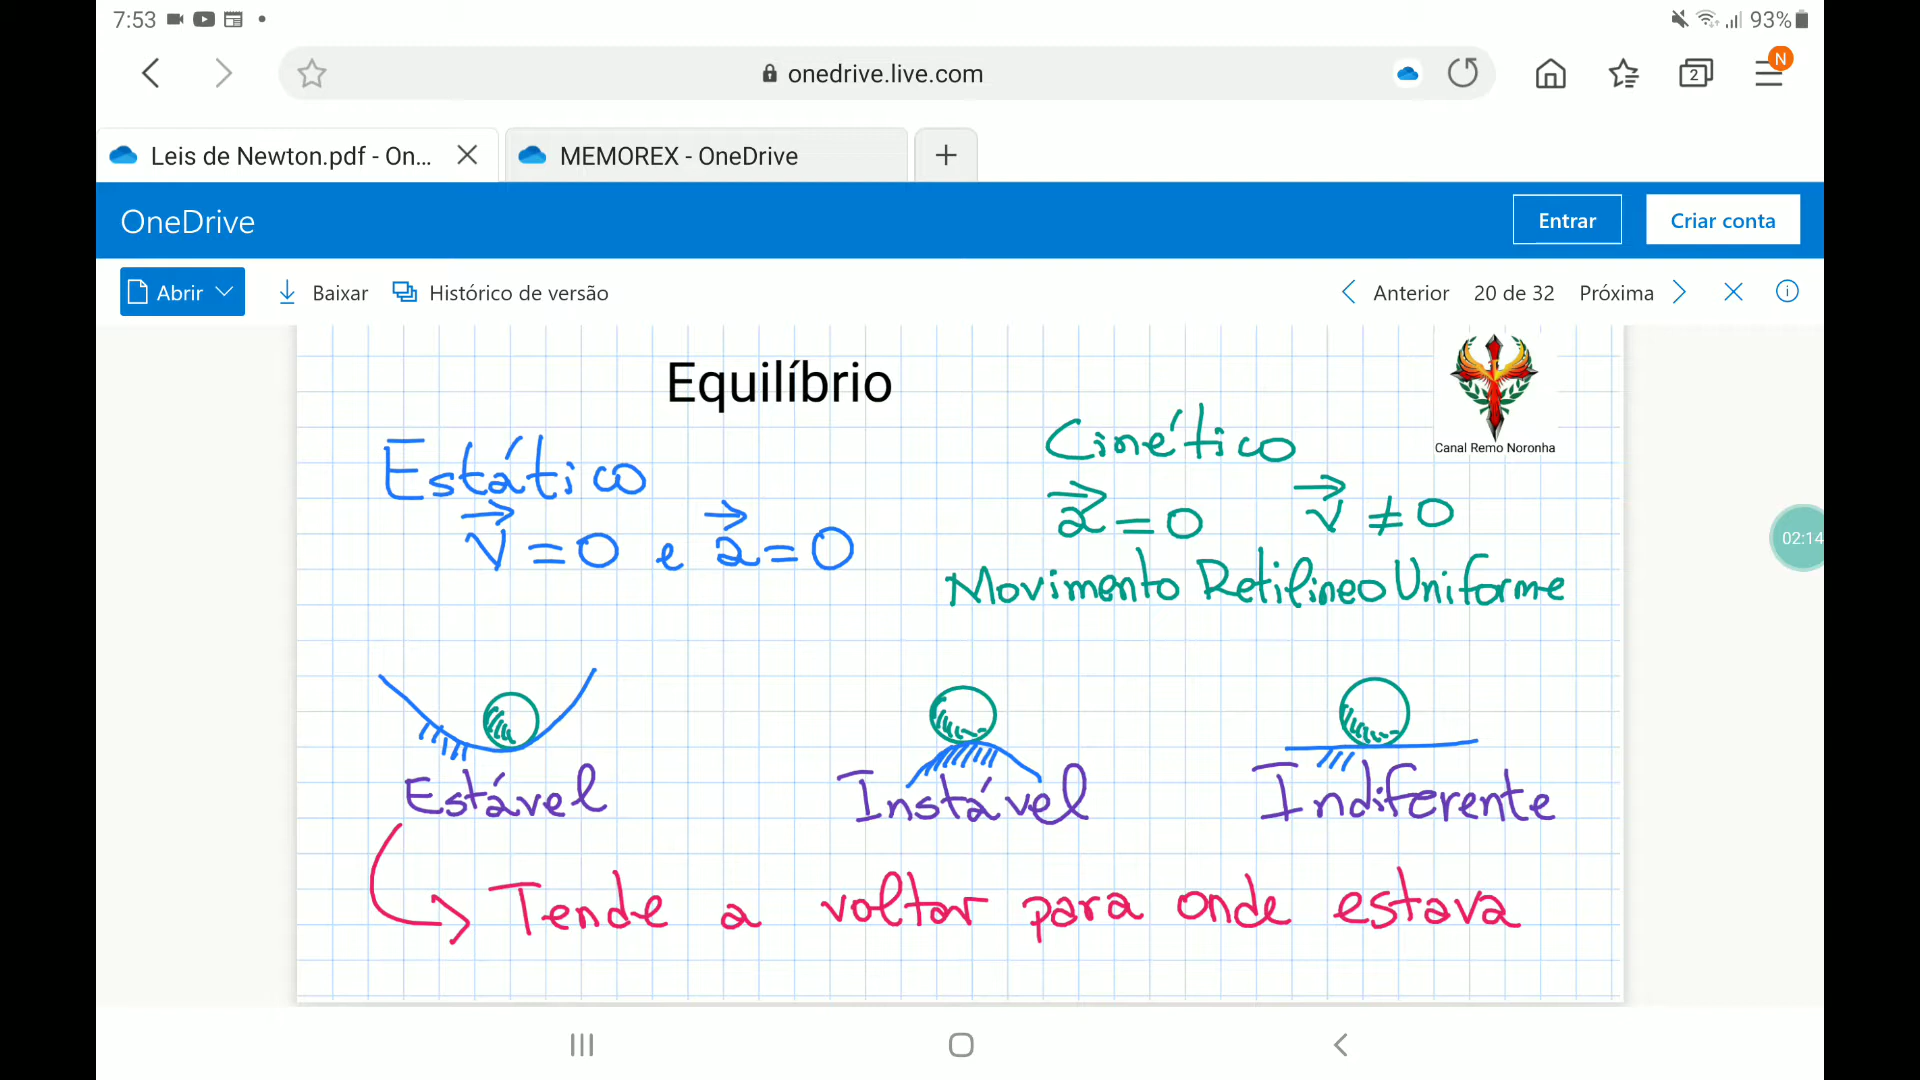 7:53
93%
onedrive.live.com
2
N
Leis de Newton.pdf - On...
MEMOREX - OneDrive
OneDrive
Entrar
Criar conta
Abrir
Baixar
Histórico de versão
Anterior
20 de 32
Próxima
Equilíbrio
Canal Remo Noronha
Estático
v = 0 e a = 0
Cinético
a = 0 v ≠ 0
Movimento Retilineo Uniforme
02:14
Estável
Instável
Indiferente
Tende a voltar para onde estava